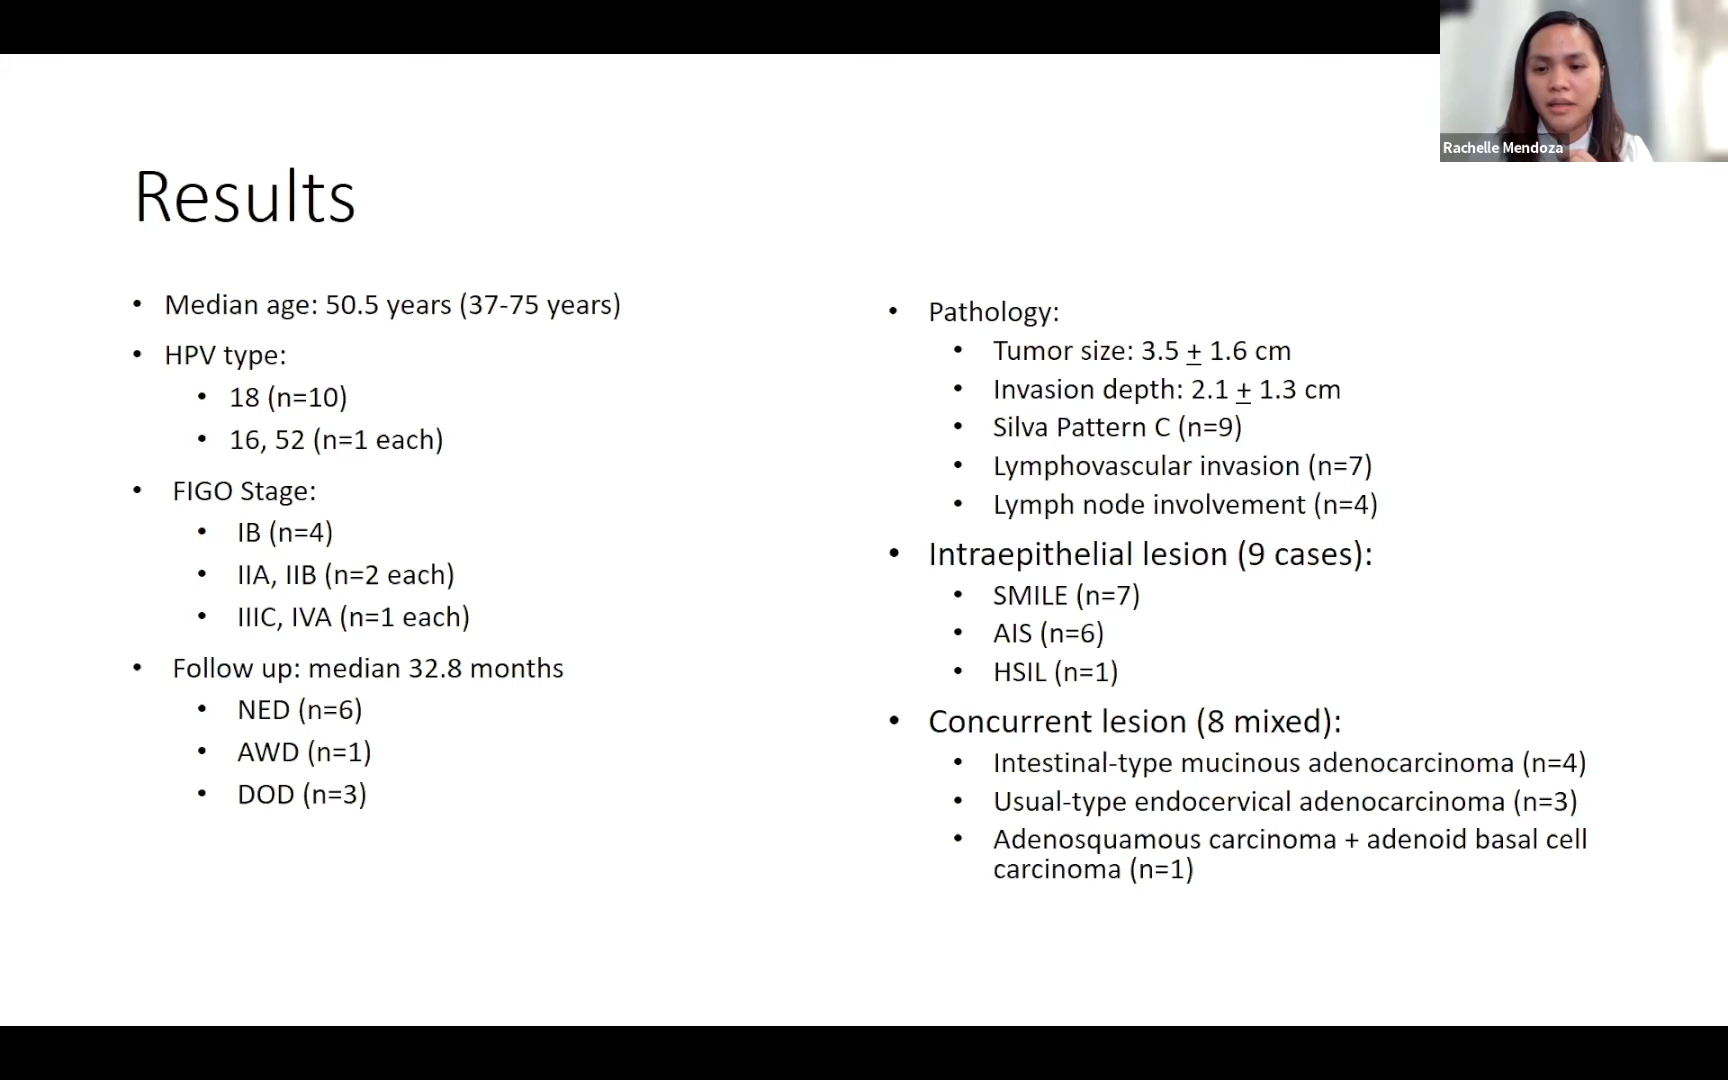 Rachelle Mendoza
Results
• Median age: 50.5 years (37-75 years)
• HPV type:
• 18 (n=10)
• 16, 52 (n=1 each)
• FIGO Stage:
• IB (n=4)
• IIA, IIB (n=2 each)
• IIIC, IVA (n=1 each)
• Follow up: median 32.8 months
• NED (n=6)
• AWD (n=1)
• DOD (n=3)
• Pathology:
• Tumor size: 3.5 ± 1.6 cm
• Invasion depth: 2.1 ± 1.3 cm
• Silva Pattern C (n=9)
• Lymphovascular invasion (n=7)
• Lymph node involvement (n=4)
• Intraepithelial lesion (9 cases):
• SMILE (n=7)
• AIS (n=6)
• HSIL (n=1)
• Concurrent lesion (8 mixed):
• Intestinal-type mucinous adenocarcinoma (n=4)
• Usual-type endocervical adenocarcinoma (n=3)
• Adenosquamous carcinoma + adenoid basal cell
carcinoma (n=1)